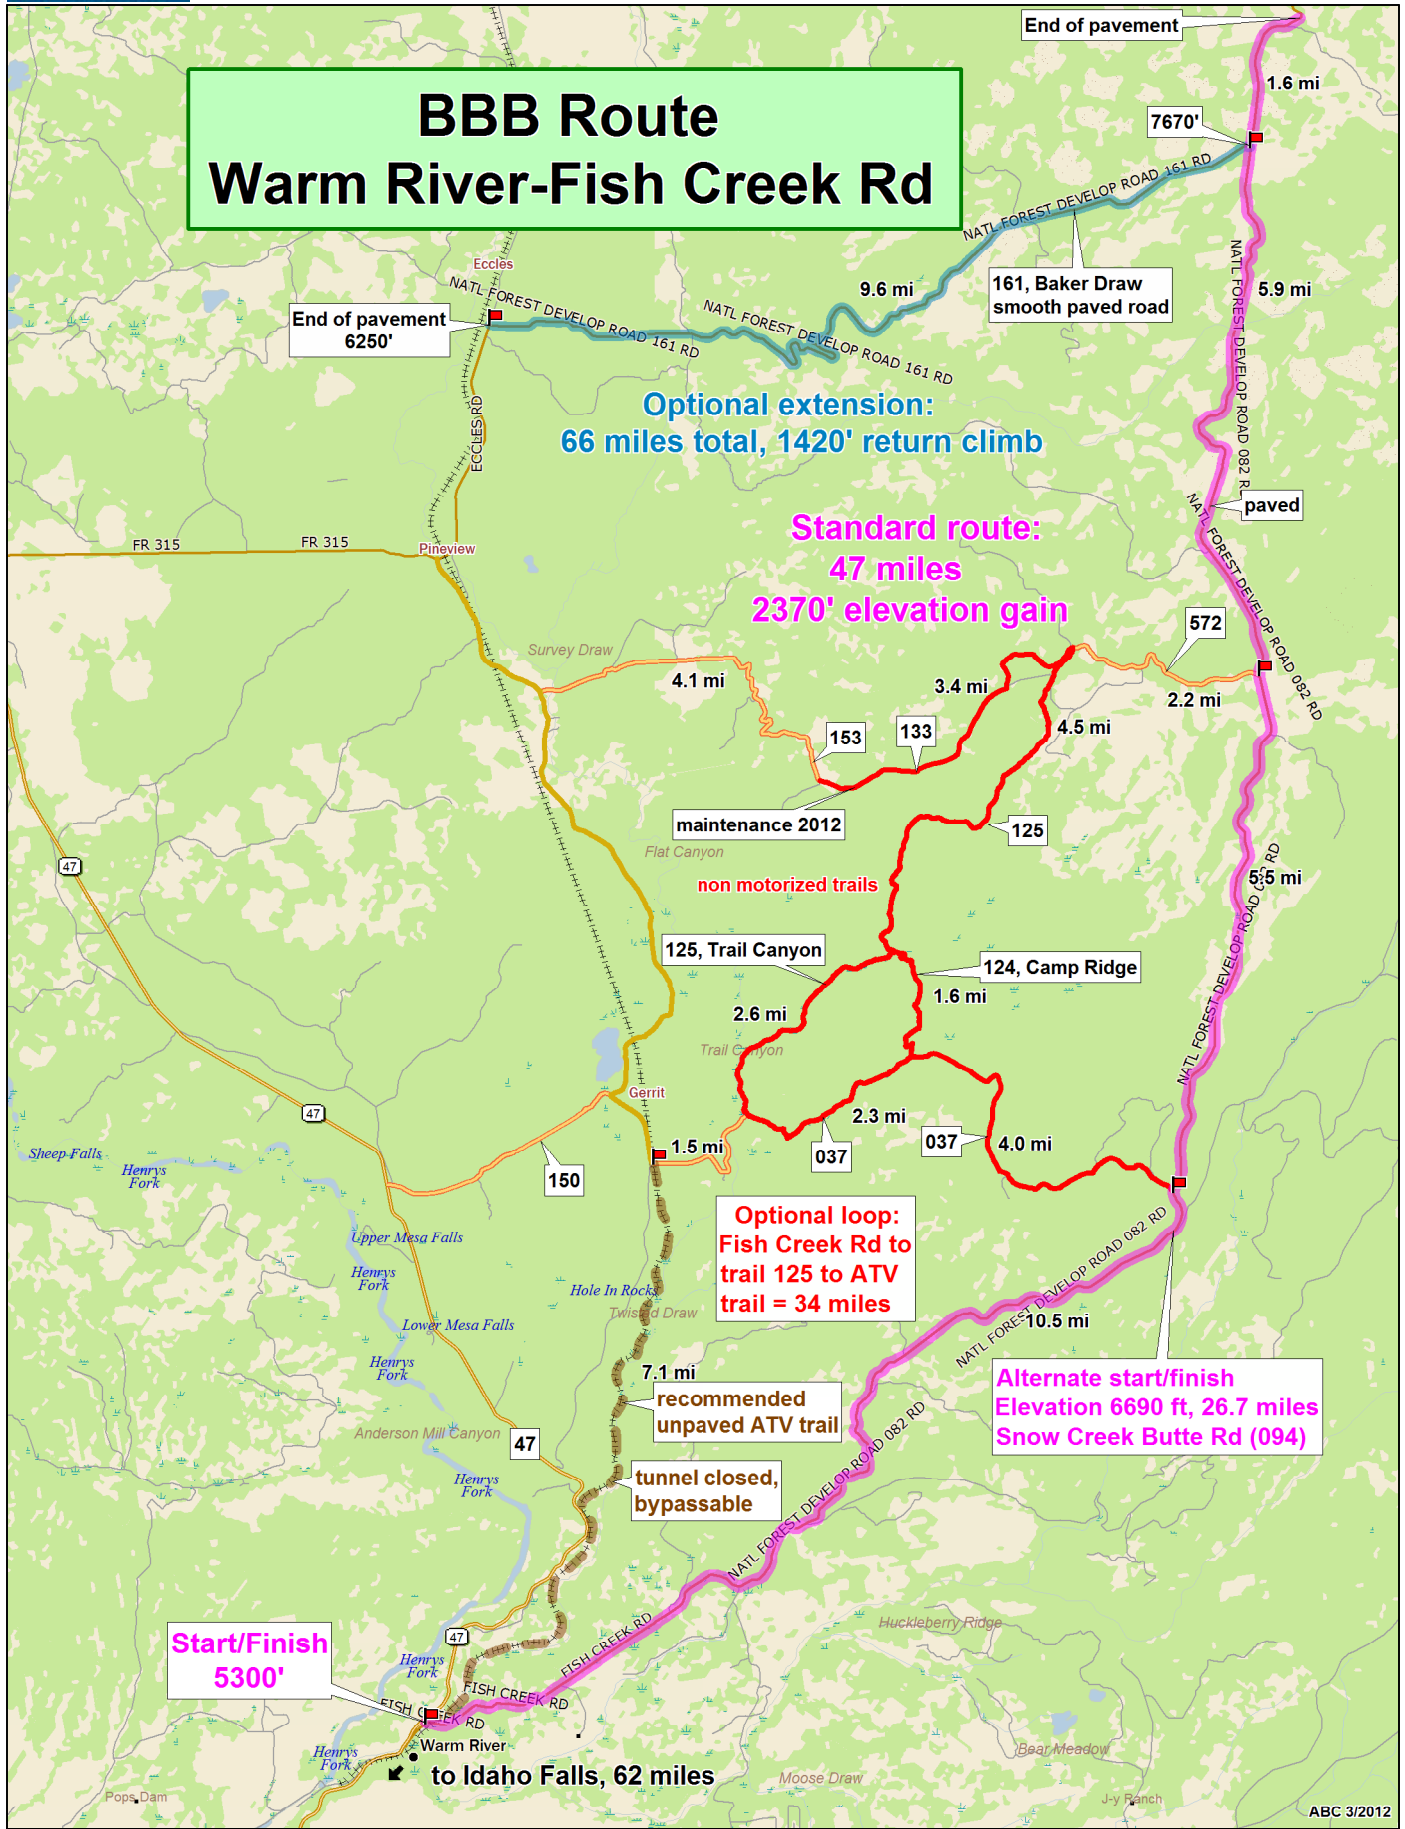 End of pavement
1.6 mi
BBB Route
Warm River-Fish Creek Rd
7670'
NATL FOREST DEVELOP ROAD 161 RD
Eccles
NATL FOREST DEVELOP ROAD 161 RD
NATL FOREST DEVELOP ROAD 161 RD
9.6 mi
161, Baker Draw
smooth paved road
5.9 mi
NATL FOREST DEVELOP ROAD 082 R
End of pavement
6250'
ECCLES RD
Optional extension:
66 miles total, 1420' return climb
paved
Standard route:
47 miles
2370' elevation gain
FR 315
FR 315
Pineview
NATL FOREST DEVELOP ROAD 082 RD
572
Survey Draw
4.1 mi
3.4 mi
2.2 mi
4.5 mi
153
133
maintenance 2012
125
47
Flat Canyon
non motorized trails
5.5 mi
NATL FOREST DEVELOP ROAD 082 RD
125, Trail Canyon
124, Camp Ridge
1.6 mi
2.6 mi
Trail Canyon
Gerrit
47
2.3 mi
037
037
4.0 mi
1.5 mi
150
Sheep Falls
Henrys
Fork
Optional loop:
Fish Creek Rd to
trail 125 to ATV
trail = 34 miles
NATL FOREST DEVELOP ROAD 082 RD
10.5 mi
Upper Mesa Falls
Henrys
Fork
Hole In Rocks
Twisted Draw
Lower Mesa Falls
Henrys
Fork
7.1 mi
recommended
unpaved ATV trail
Alternate start/finish
Elevation 6690 ft, 26.7 miles
Snow Creek Butte Rd (094)
Anderson Mill Canyon
47
Henrys
Fork
tunnel closed,
bypassable
NATL FOREST DEVELOP ROAD 082 RD
Huckleberry Ridge
Start/Finish
5300'
47
Henrys
Fork
FISH CREEK RD
FISH CREEK RD
FISH CREEK RD
Warm River
Henrys
Fork
to Idaho Falls, 62 miles
Bear Meadow
Moose Draw
Pops Dam
J-y Ranch
ABC 3/2012